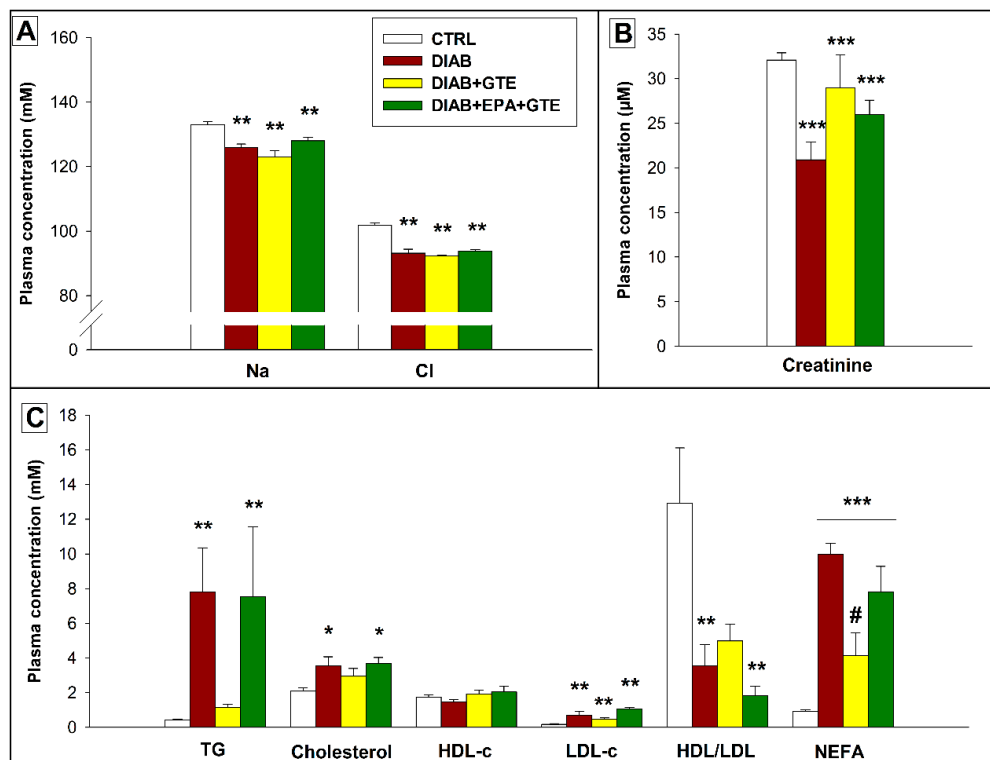 A
Plasma concentration (mM)
160
140
120
100
80
0
CTRL
DIAB
DIAB+GTE
DIAB+EPA+GTE
** ** **
** ** **
Na Cl
B
Plasma concentration (µM)
35
30
25
20
15
10
5
0
***
***
***
Creatinine
C
Plasma concentration (mM)
18
16
14
12
10
8
6
4
2
0
** **
* *
** ** **
** **
***
#
TG Cholesterol HDL-c LDL-c HDL/LDL NEFA